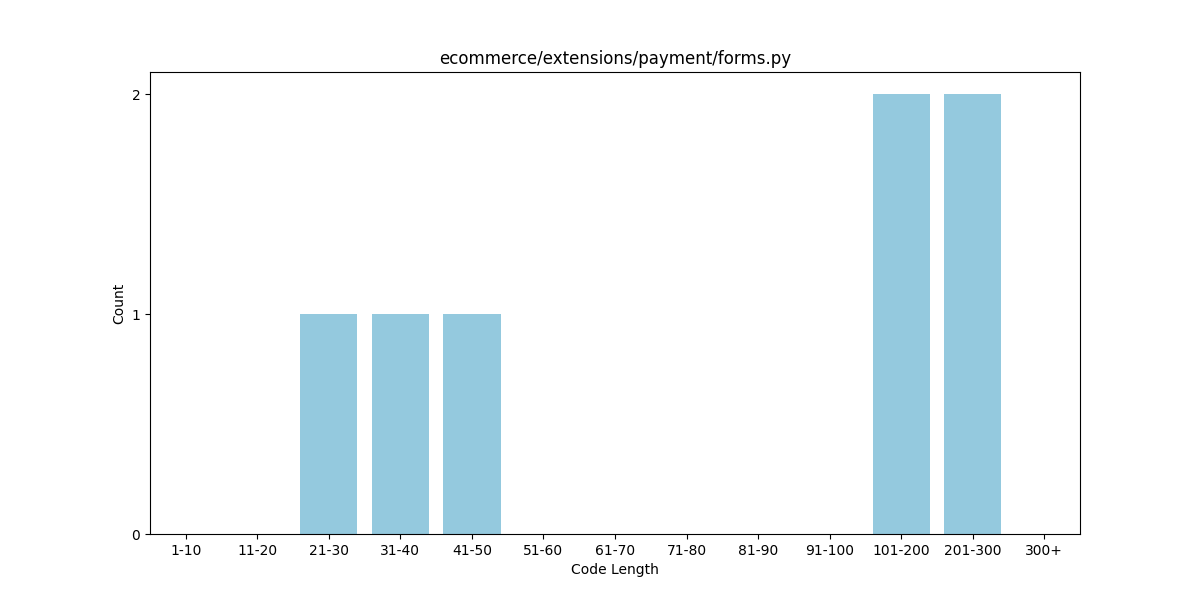 ecommerce/extensions/payment/forms.py
2
1
0
Count
1-10 11-20 21-30 31-40 41-50 51-60 61-70 71-80 81-90 91-100 101-200 201-300 300+
Code Length